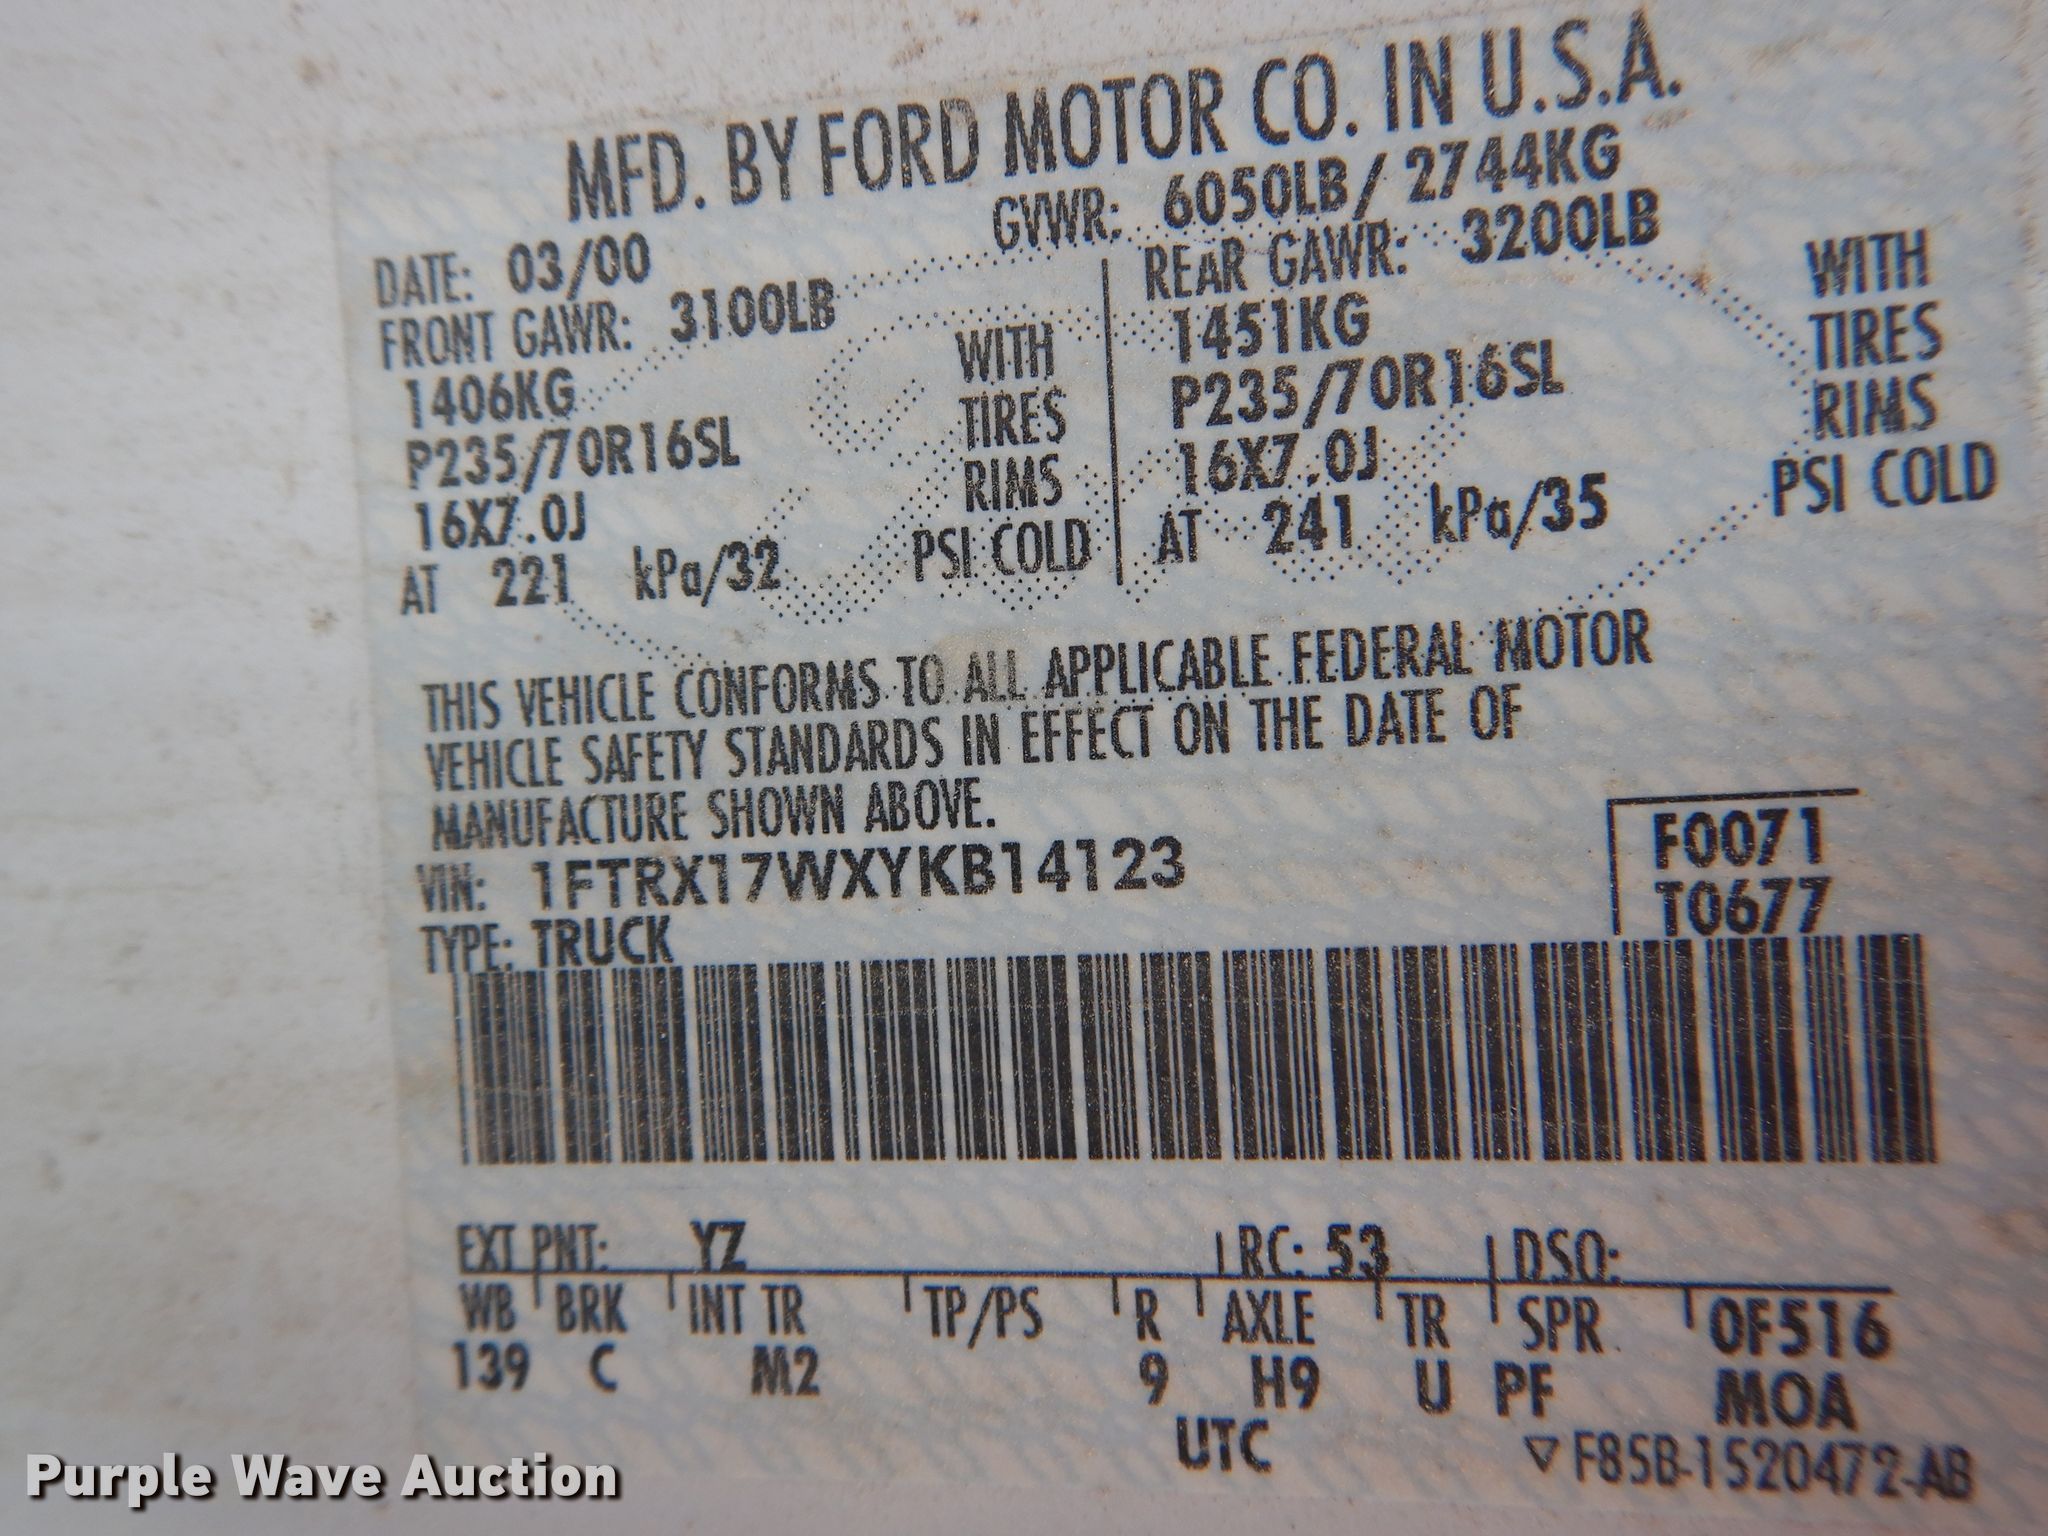 MFD. BY FORD MOTOR CO. IN U.S.A.
DATE: 03/00
GVWR: 6050LB/ 2744KG
FRONT GAWR: 3100LB
1406KG
WITH
P235/70R16SL
TIRES
16X7.0J
RIMS
AT 221 kPa/32 PSI COLD
REAR GAWR: 3200LB
1451KG
WITH
P235/70R16SL
TIRES
16X7.0J
RIMS
AT 241 kPa/35 PSI COLD
THIS VEHICLE CONFORMS TO ALL APPLICABLE FEDERAL MOTOR
VEHICLE SAFETY STANDARDS IN EFFECT ON THE DATE OF
MANUFACTURE SHOWN ABOVE.
VIN: 1FTRX17WXYKB14123
TYPE: TRUCK
F0071
T0677
EXT PNT: YZ RC: 53 DSO:
WB BRK INT TR TP/PS R AXLE TR SPR 0F516
139 C M2 9 H9 U PF MOA
UTC
▽ F85B-1520472-AB
Purple Wave Auction